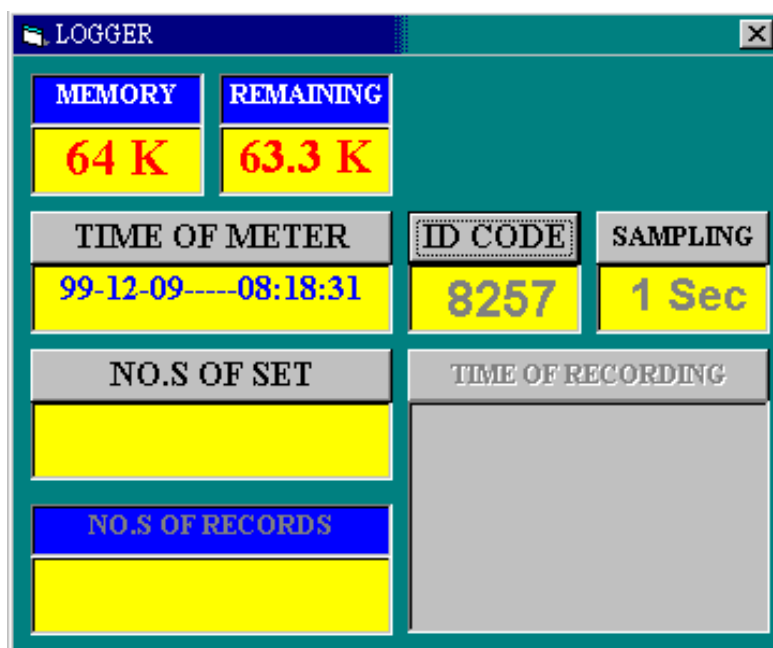 LOGGER
MEMORY REMAINING
64 K 63.3 K
TIME OF METER ID CODE SAMPLING
99-12-09-----08:18:31 8257 1 Sec
NO.S OF SET TIME OF RECORDING
NO.S OF RECORDS